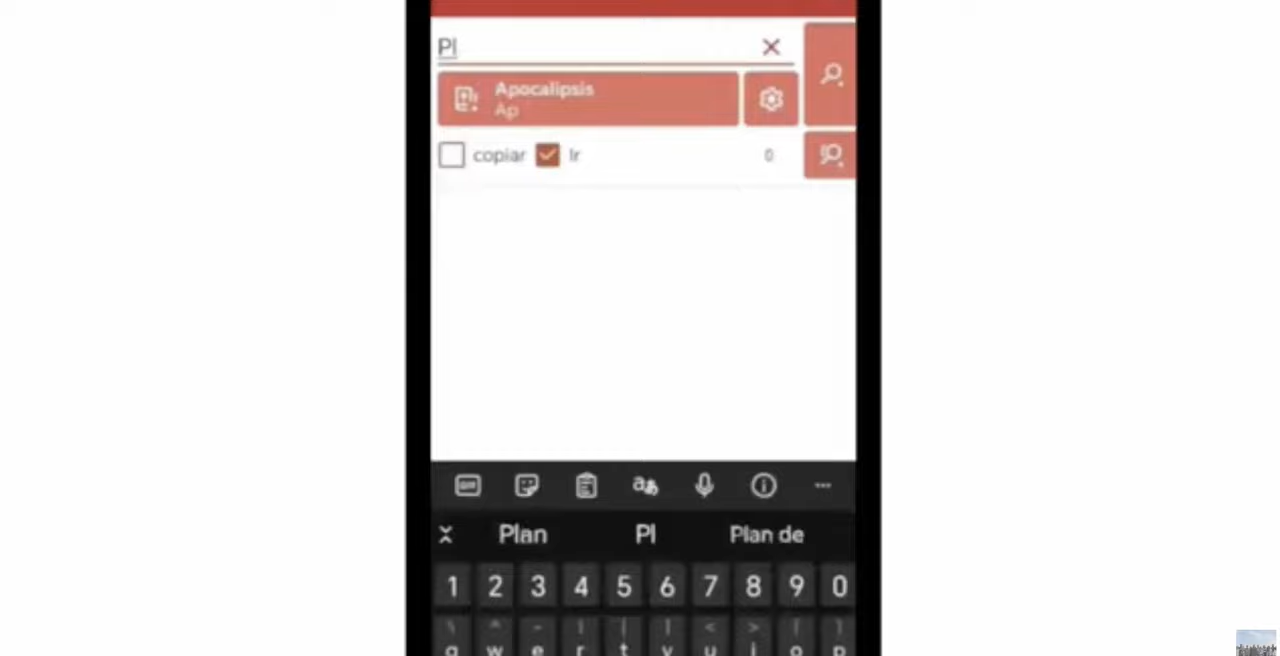 Pl
Apocalipsis
Ap
copiar Ir 0
Plan Pl Plan de
1 2 3 4 5 6 7 8 9 0
q w e r t y u i o p